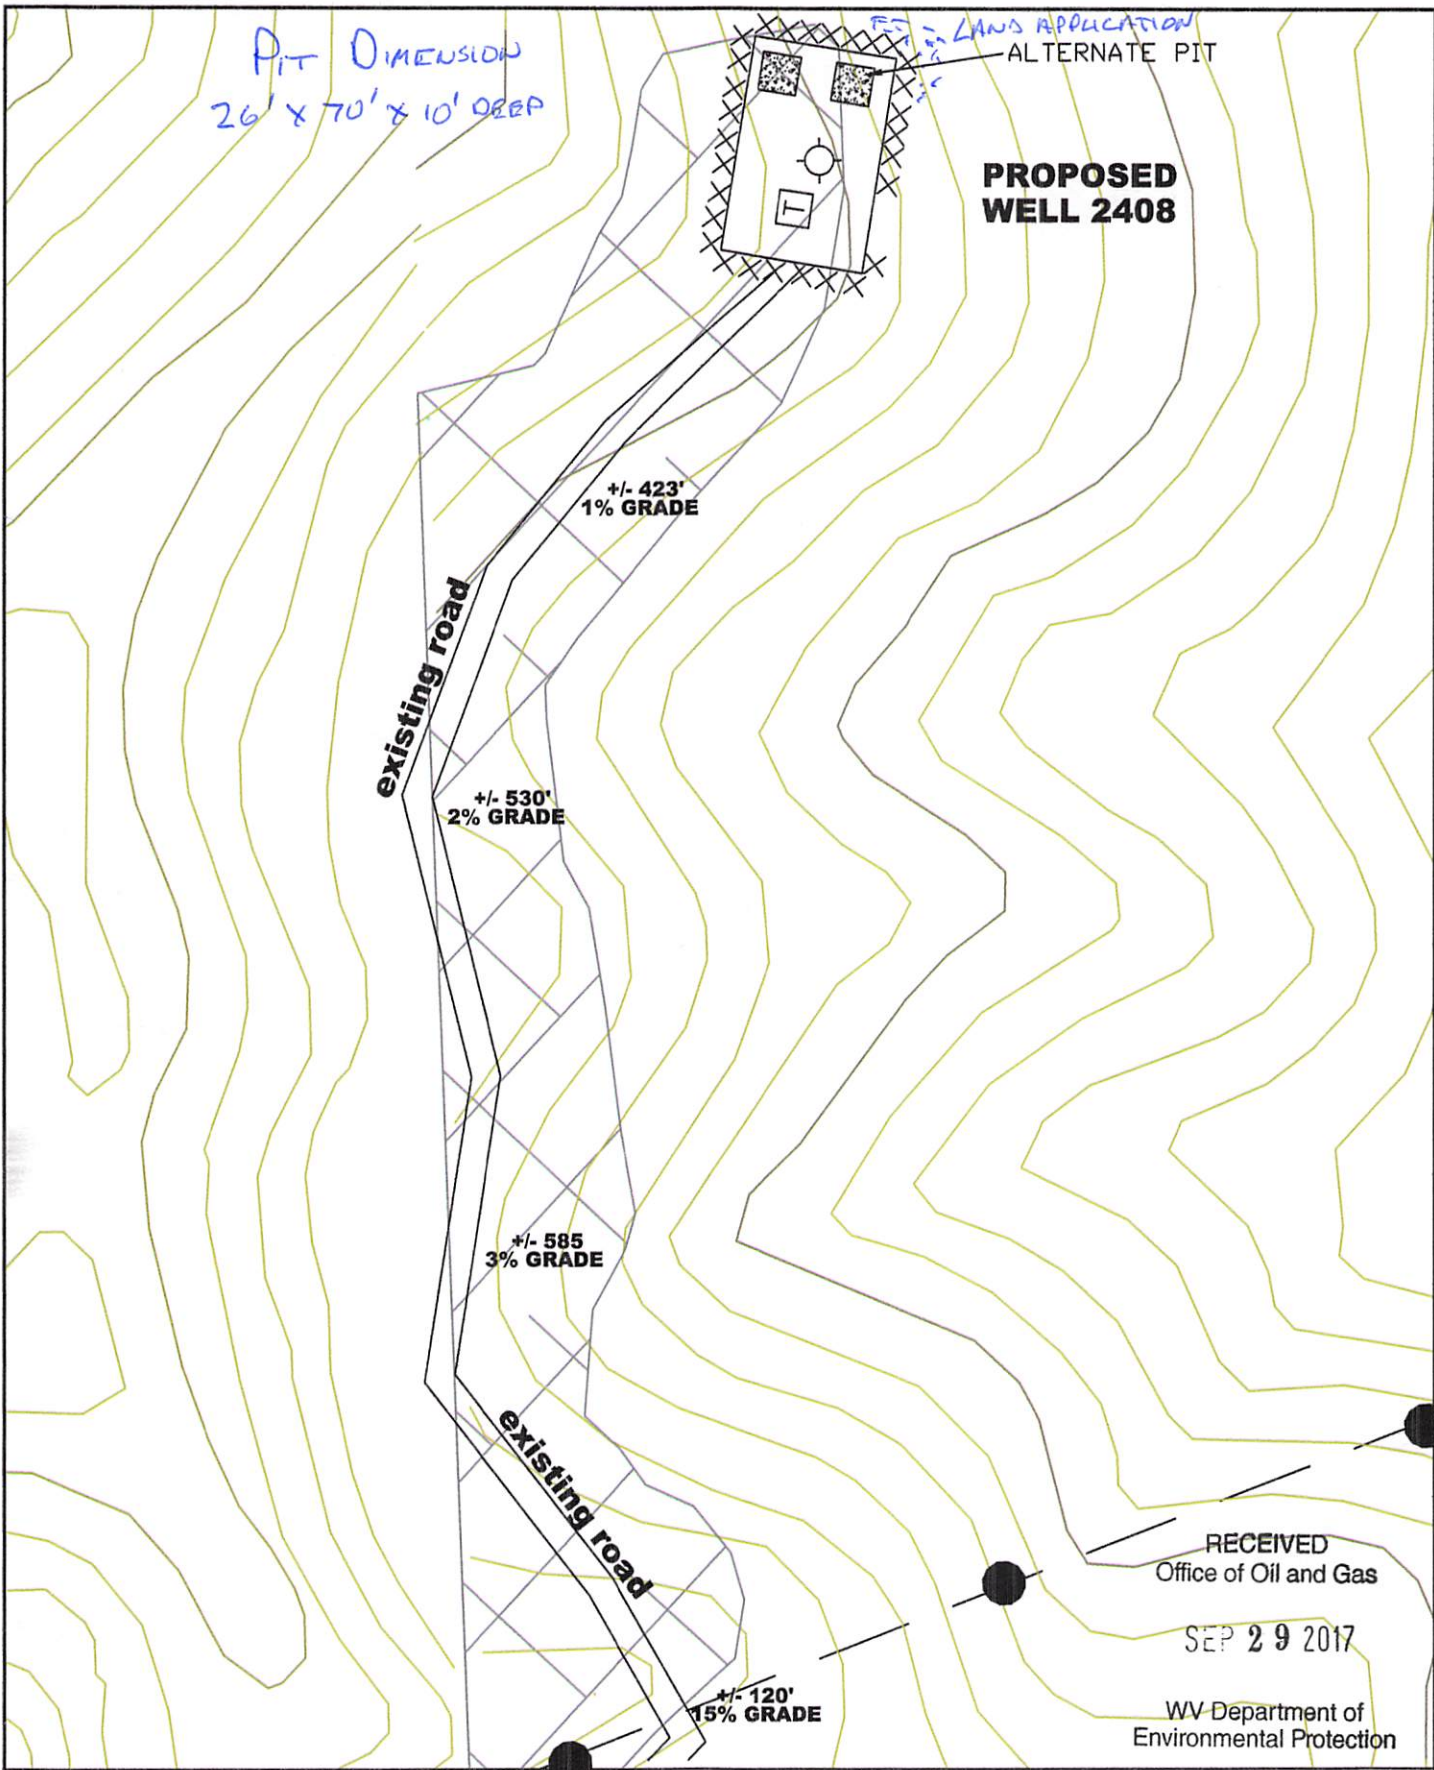 PIT DIMENSION
26' X 70' X 10' DEEP
LAND APPLICATION
ALTERNATE PIT
PROPOSED
WELL 2408
T
+/- 423'
1% GRADE
existing road
+/- 530'
2% GRADE
+/- 585
3% GRADE
existing road
+/- 120'
15% GRADE
RECEIVED
Office of Oil and Gas
SEP 29 2017
WV Department of
Environmental Protection